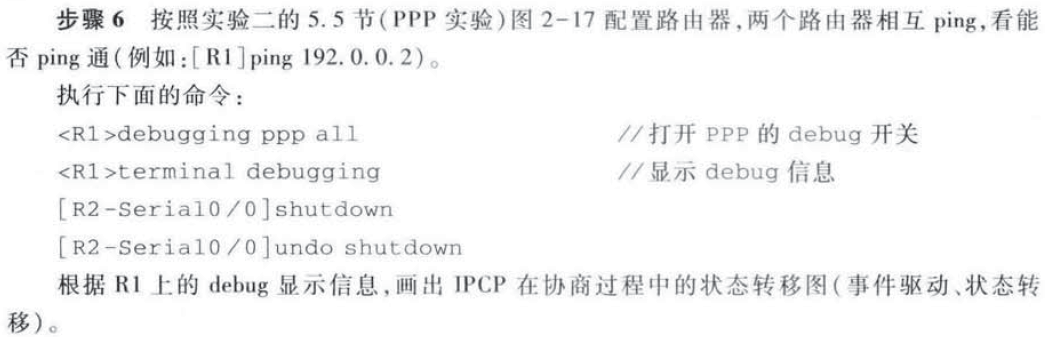 步骤 6 按照实验二的 5.5 节(PPP 实验)图 2-17 配置路由器,两个路由器相互 ping,看能
否 ping 通(例如:[R1]ping 192.0.0.2)。
执行下面的命令:
<R1>debugging ppp all //打开 PPP 的 debug 开关
<R1>terminal debugging //显示 debug 信息
[R2-Serial0/0]shutdown
[R2-Serial0/0]undo shutdown
根据 R1 上的 debug 显示信息,画出 IPCP 在协商过程中的状态转移图(事件驱动、状态转
移)。